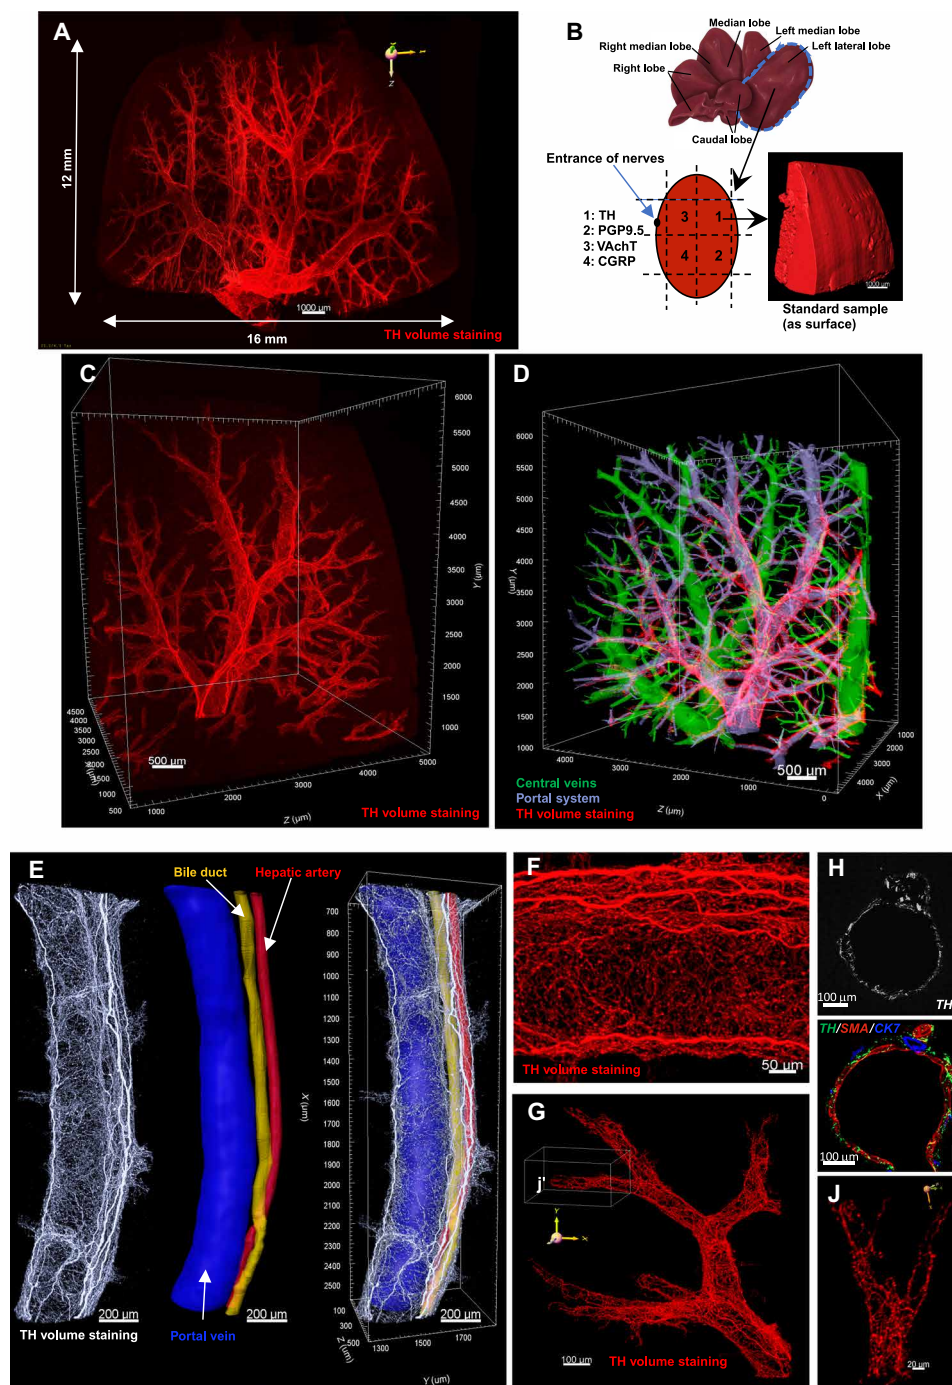 A
12 mm
Z
1000 µm
16 mm
TH volume staining
B
Median lobe
Left median lobe
Right median lobe
Left lateral lobe
Right lobe
Caudal lobe
Entrance of nerves
1: TH
2: PGP9.5
3: VAchT
4: CGRP
3
1
4
2
1000 µm
Standard sample
(as surface)
C
6000
5500
5000
4500
4000
3500
3000
2500
2000
1500
1000
Y (µm)
4500
4000
3500
3000
2500
2000
1500
1000
500
500 µm
1000
2000
3000
4000
5000
Z (µm)
TH volume staining
D
6000
5500
5000
4500
4000
3500
3000
2500
2000
1500
1000
Y (µm)
4000
3000
2000
1000
0
Z (µm)
1000
2000
3000
4000
X (µm)
500 µm
Central veins
Portal system
TH volume staining
E
Bile duct
Hepatic artery
700
800
900
1000
1100
1200
1300
1400
1500
1600
1700
1800
1900
2000
2100
2200
2300
2400
2500
X (µm)
100
300
500
Z (µm)
1300
1500
1700
Y (µm)
200 µm
200 µm
200 µm
TH volume staining
Portal vein
F
TH volume staining
50 µm
G
j'
Y
X
100 µm
TH volume staining
H
100 µm
TH
TH/SMA/CK7
100 µm
J
20 µm